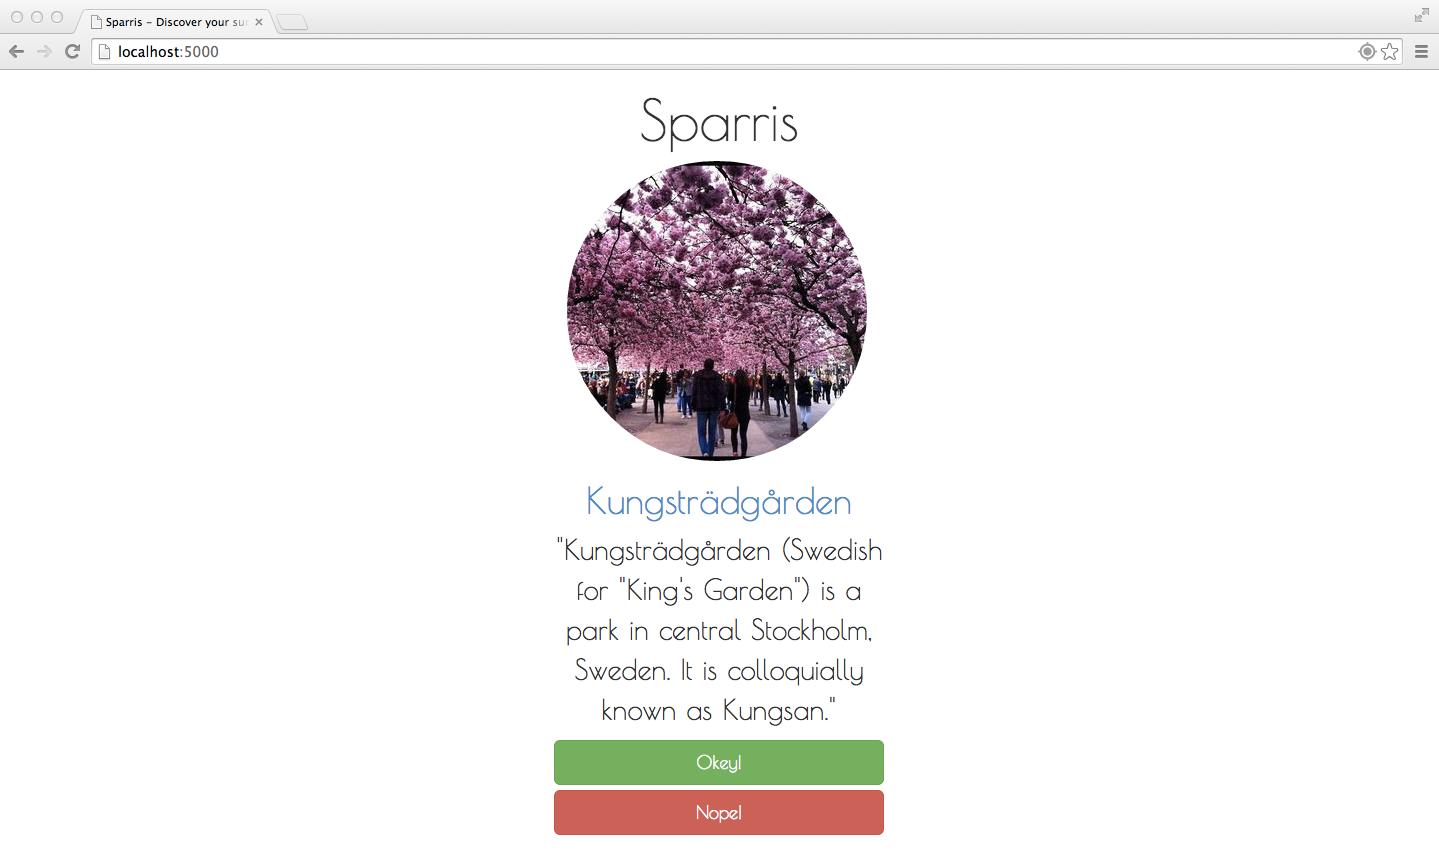 Sparris – Discover your sur
localhost:5000
Sparris
Kungsträdgården
"Kungsträdgården (Swedish
for "King's Garden") is a
park in central Stockholm,
Sweden. It is colloquially
known as Kungsan."
Okey!
Nope!